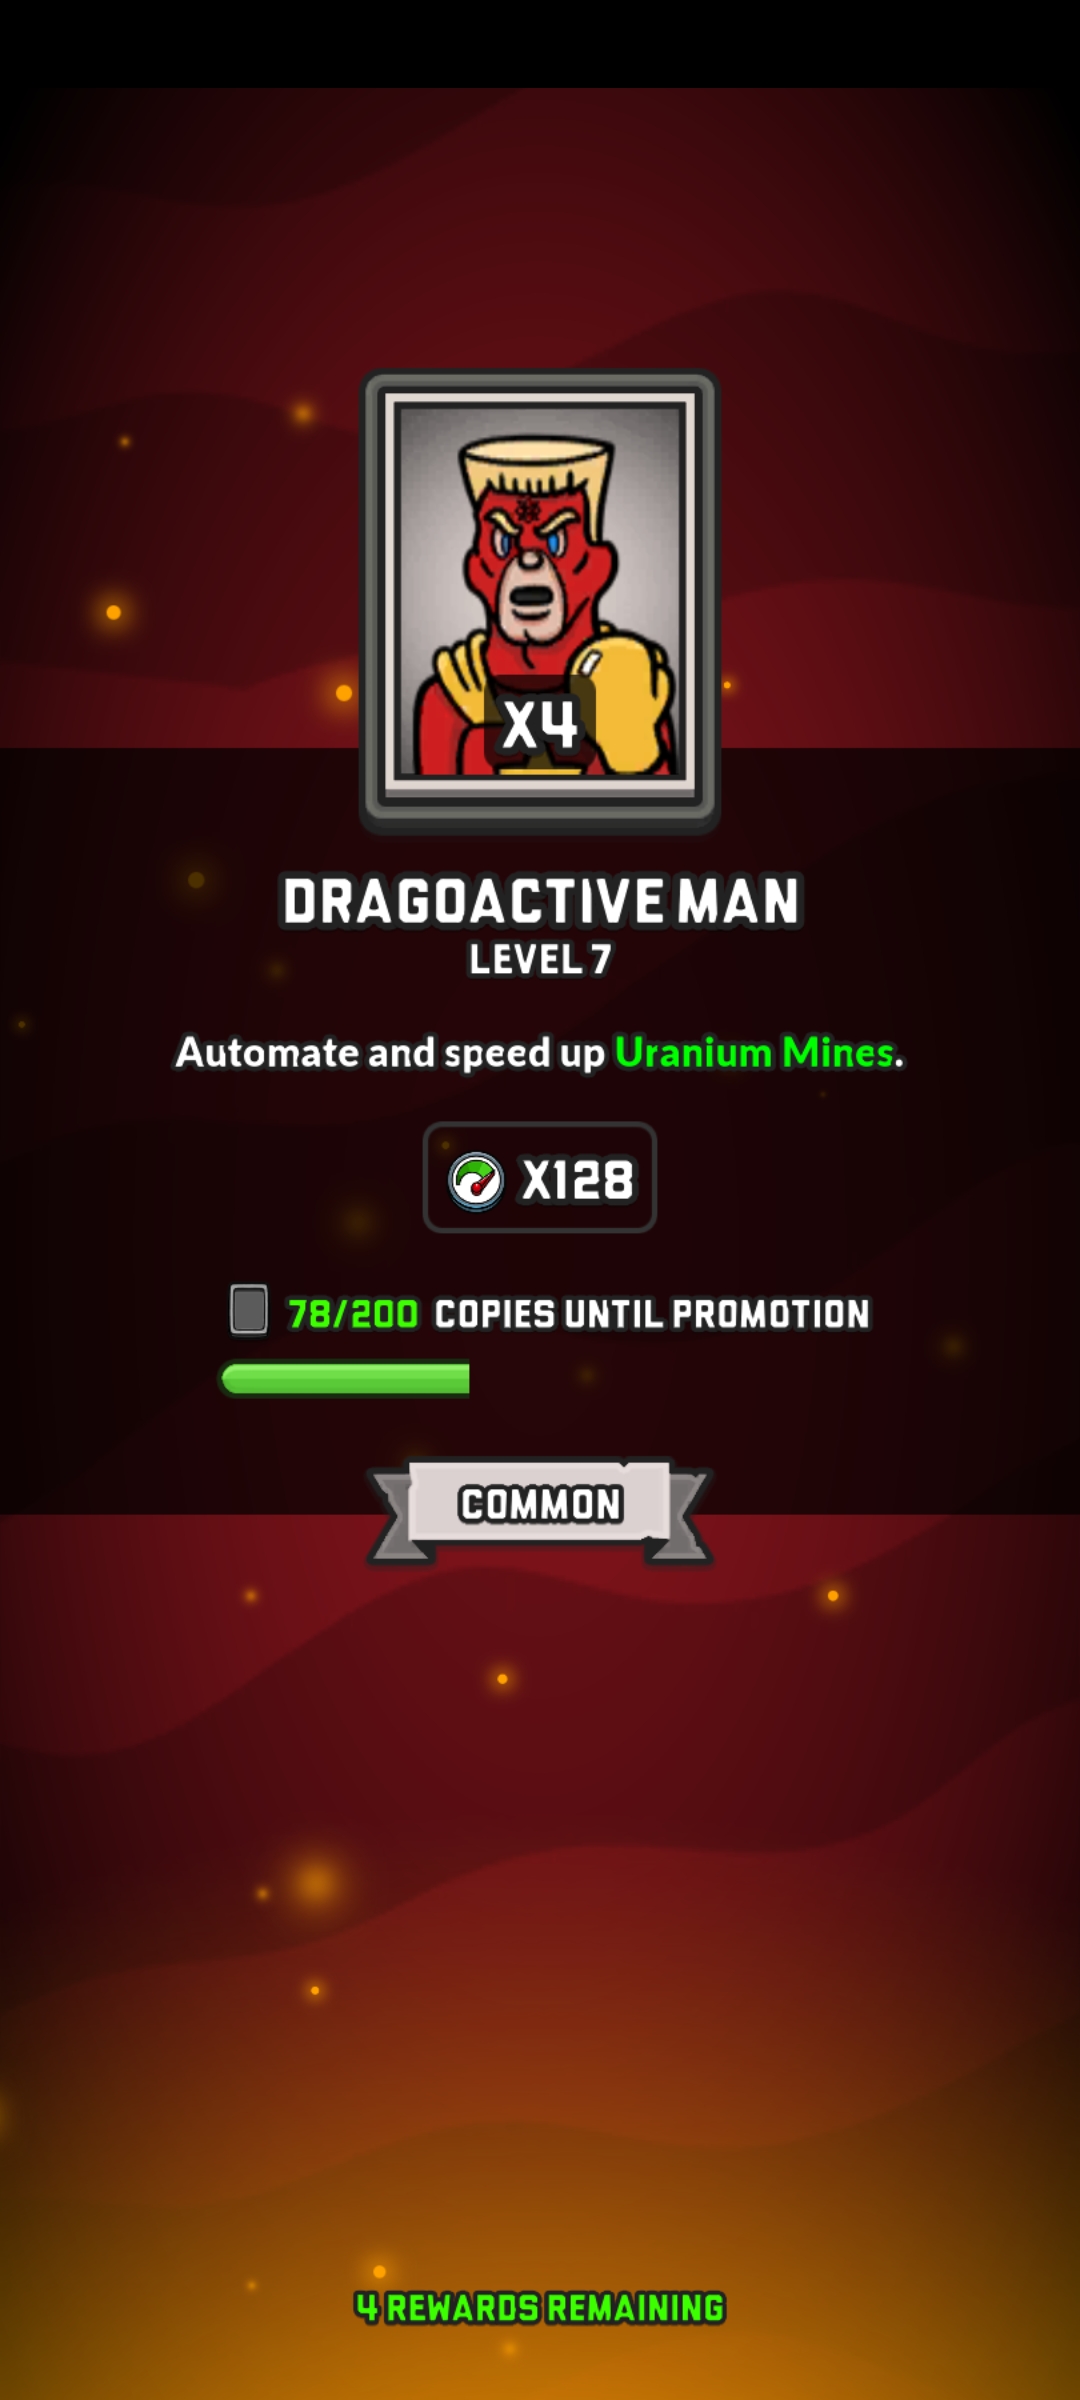 X4
DRAGOACTIVE MAN
LEVEL 7
Automate and speed up Uranium Mines.
X128
78/200 COPIES UNTIL PROMOTION
COMMON
4 REWARDS REMAINING